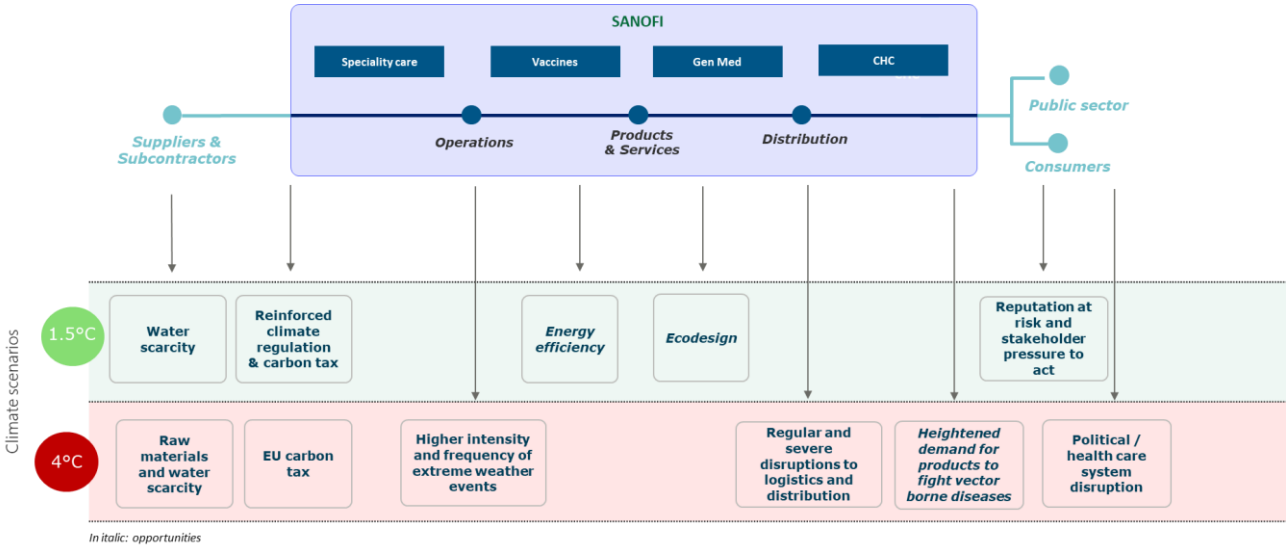 SANOFI
Speciality care
Vaccines
Gen Med
CHC
Public sector
Suppliers &
Subcontractors
Operations
Products
& Services
Distribution
Consumers
Climate scenarios
1.5°C
Water
scarcity
Reinforced
climate
regulation
& carbon tax
Energy
efficiency
Ecodesign
Reputation at
risk and
stakeholder
pressure to
act
4°C
Raw
materials
and water
scarcity
EU carbon
tax
Higher intensity
and frequency of
extreme weather
events
Regular and
severe
disruptions to
logistics and
distribution
Heightened
demand for
products to
fight vector
borne diseases
Political /
health care
system
disruption
In italic: opportunities